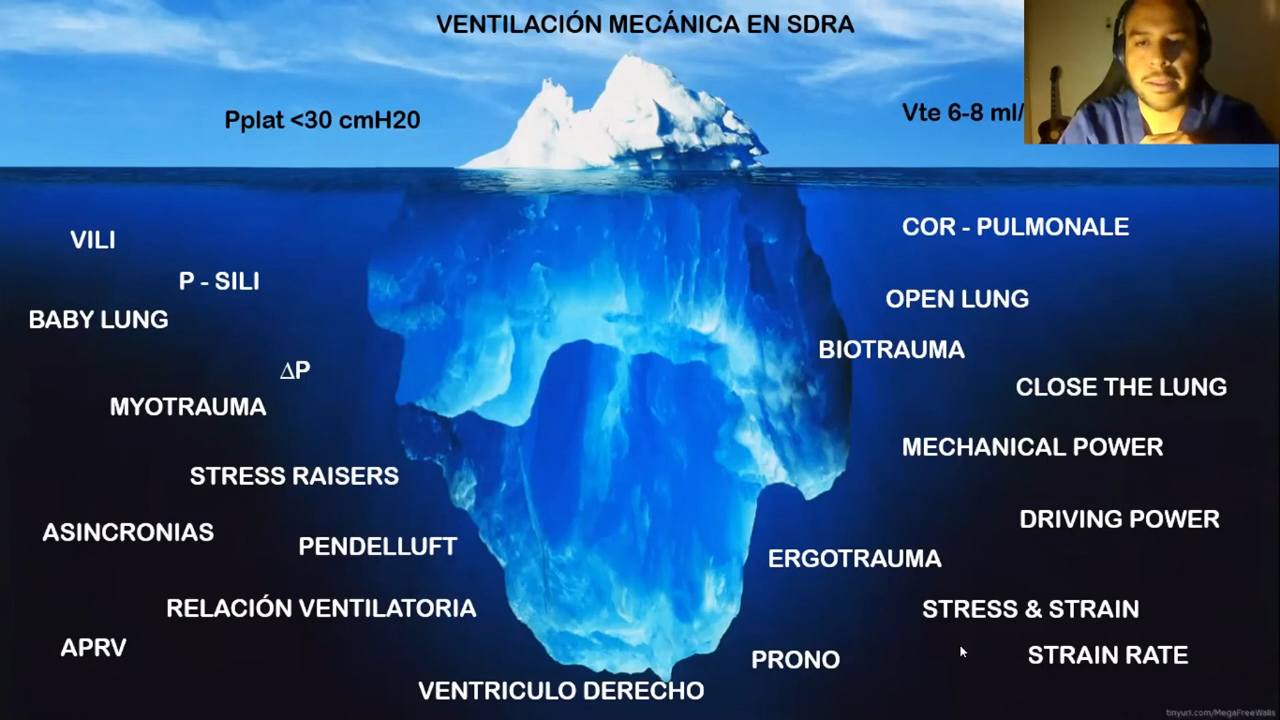 VENTILACIÓN MECÁNICA EN SDRA
Pplat <30 cmH20
Vte 6-8 ml/
VILI
COR - PULMONALE
P - SILI
OPEN LUNG
BABY LUNG
BIOTRAUMA
∆P
CLOSE THE LUNG
MYOTRAUMA
MECHANICAL POWER
STRESS RAISERS
DRIVING POWER
ASINCRONIAS
PENDELLUFT
ERGOTRAUMA
RELACIÓN VENTILATORIA
STRESS & STRAIN
APRV
PRONO
STRAIN RATE
VENTRICULO DERECHO
tinyurl.com/MegaFreeWalls